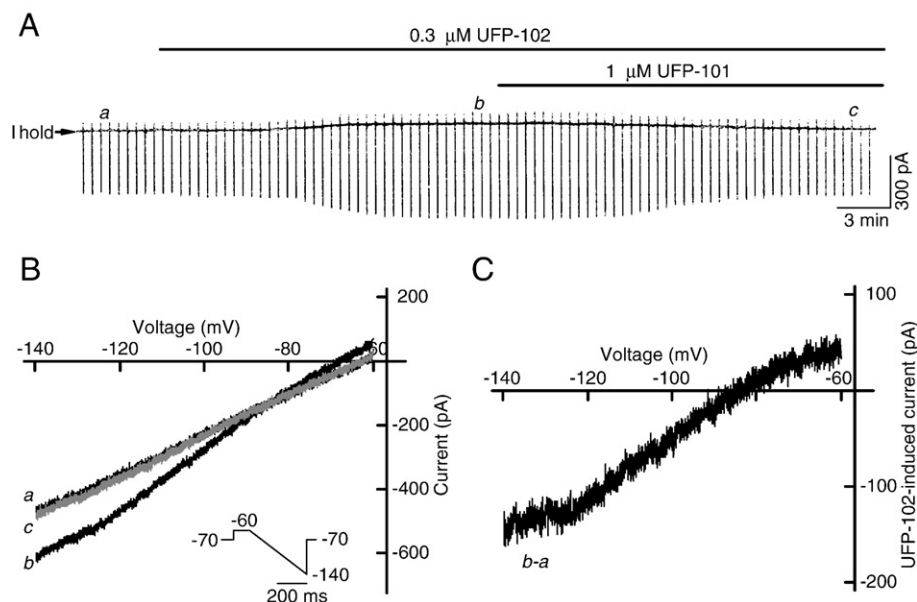 A
0.3 μM UFP-102
1 μM UFP-101
a
b
c
I hold
300 pA
3 min
B
C
200
Voltage (mV)
-140
-120
-100
-80
-60
-200
-400
-600
Current (pA)
a
c
b
-60
-70
-70
-140
200 ms
100
Voltage (mV)
-140
-100
-60
-100
-200
UFP-102-induced current (pA)
b-a